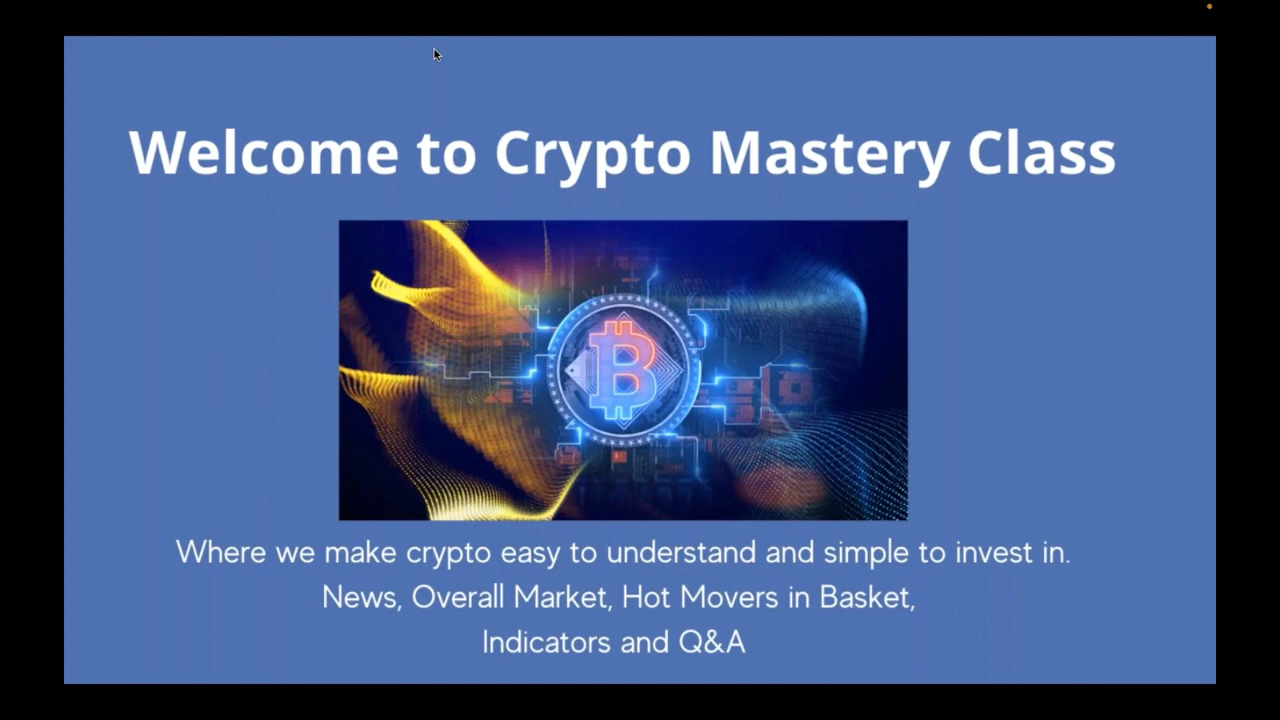 Welcome to Crypto Mastery Class
Where we make crypto easy to understand and simple to invest in.
News, Overall Market, Hot Movers in Basket,
Indicators and Q&A